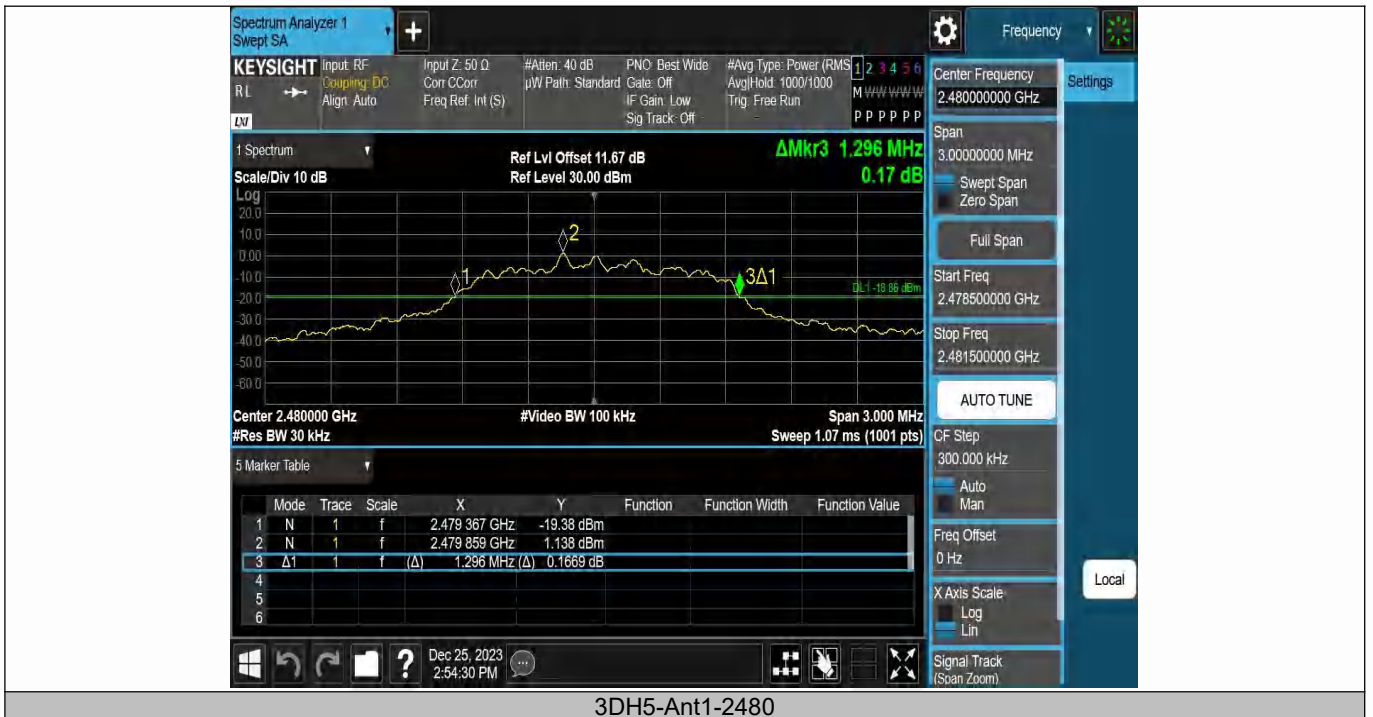 Spectrum Analyzer 1
Swept SA
+
Frequency
KEYSIGHT
RL
LXI
Input: RF
Coupling: DC
Align: Auto
Input Z: 50 Ω
Corr CCorr
Freq Ref: Int (S)
#Atten: 40 dB
µW Path: Standard
PNO: Best Wide
Gate: Off
IF Gain: Low
Sig Track: Off
#Avg Type: Power (RMS
Avg|Hold: 1000/1000
Trig: Free Run
1 2 3 4 5 6
M W W W W W
P P P P P P
1 Spectrum
Scale/Div 10 dB
Ref Lvl Offset 11.67 dB
Ref Level 30.00 dBm
ΔMkr3 1.296 MHz
0.17 dB
Log
20.0
10.0
0.00
-10.0
-20.0
-30.0
-40.0
-50.0
-60.0
1
2
3Δ1
DL1 -18.86 dBm
Center 2.480000 GHz
#Res BW 30 kHz
#Video BW 100 kHz
Span 3.000 MHz
Sweep 1.07 ms (1001 pts)
5 Marker Table
Mode Trace Scale X Y Function Function Width Function Value
1 N 1 f 2.479 367 GHz -19.38 dBm
2 N 1 f 2.479 859 GHz 1.138 dBm
3 Δ1 1 f (Δ) 1.296 MHz (Δ) 0.1669 dB
4
5
6
?
Dec 25, 2023
2:54:30 PM
Center Frequency
2.480000000 GHz
Settings
Span
3.00000000 MHz
Swept Span
Zero Span
Full Span
Start Freq
2.478500000 GHz
Stop Freq
2.481500000 GHz
AUTO TUNE
CF Step
300.000 kHz
Auto
Man
Freq Offset
0 Hz
X Axis Scale
Log
Lin
Local
Signal Track
(Span Zoom)
3DH5-Ant1-2480